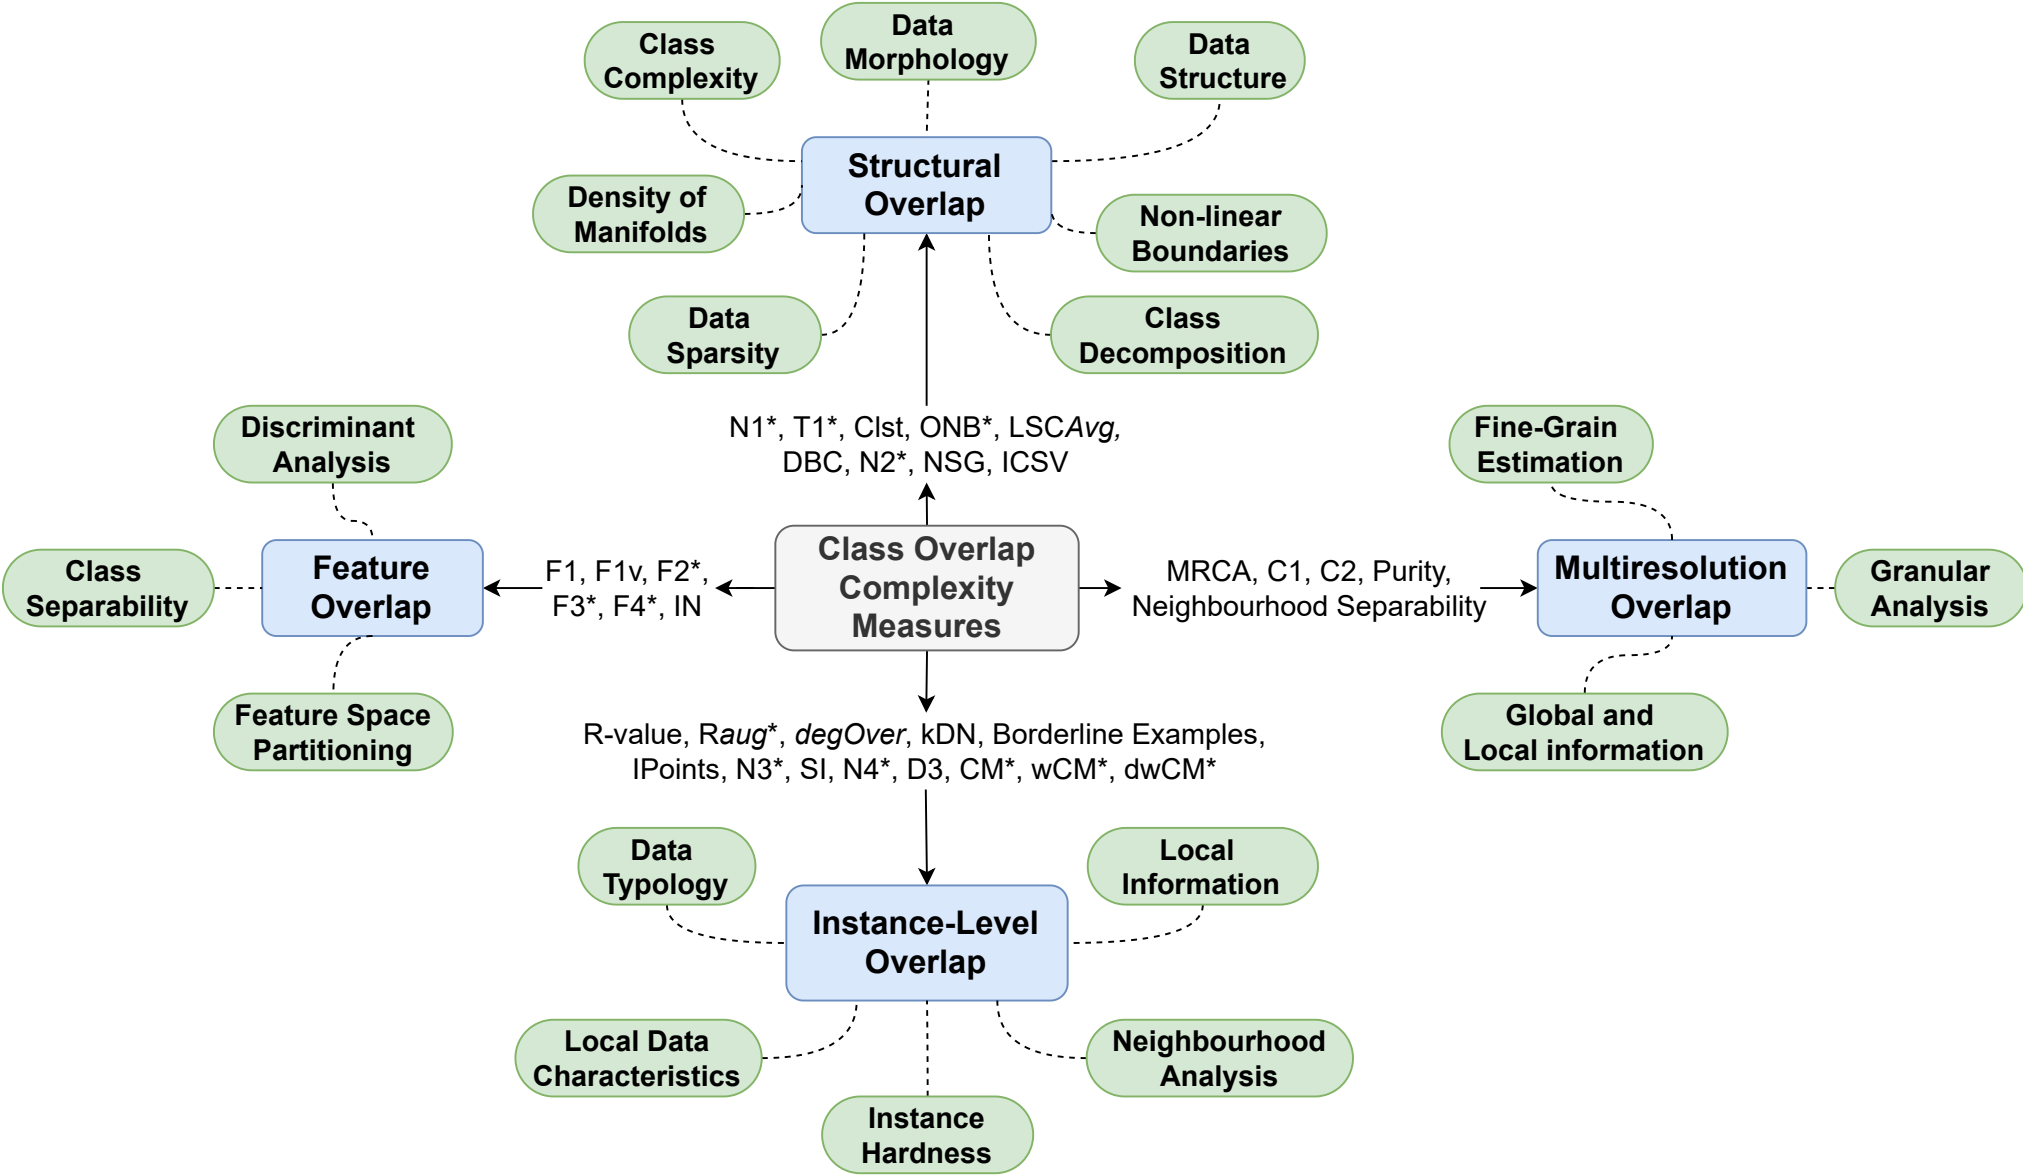 Class
Complexity
Data
Morphology
Data
Structure
Structural
Overlap
Density of
Manifolds
Non-linear
Boundaries
Data
Sparsity
Class
Decomposition
N1*, T1*, Clst, ONB*, LSCAvg,
DBC, N2*, NSG, ICSV
Discriminant
Analysis
Class
Separability
Feature
Overlap
Feature Space
Partitioning
F1, F1v, F2*,
F3*, F4*, IN
Class Overlap
Complexity
Measures
MRCA, C1, C2, Purity,
Neighbourhood Separability
Fine-Grain
Estimation
Multiresolution
Overlap
Granular
Analysis
Global and
Local information
R-value, Raug*, degOver, kDN, Borderline Examples,
IPoints, N3*, SI, N4*, D3, CM*, wCM*, dwCM*
Data
Typology
Local
Information
Instance-Level
Overlap
Local Data
Characteristics
Instance
Hardness
Neighbourhood
Analysis